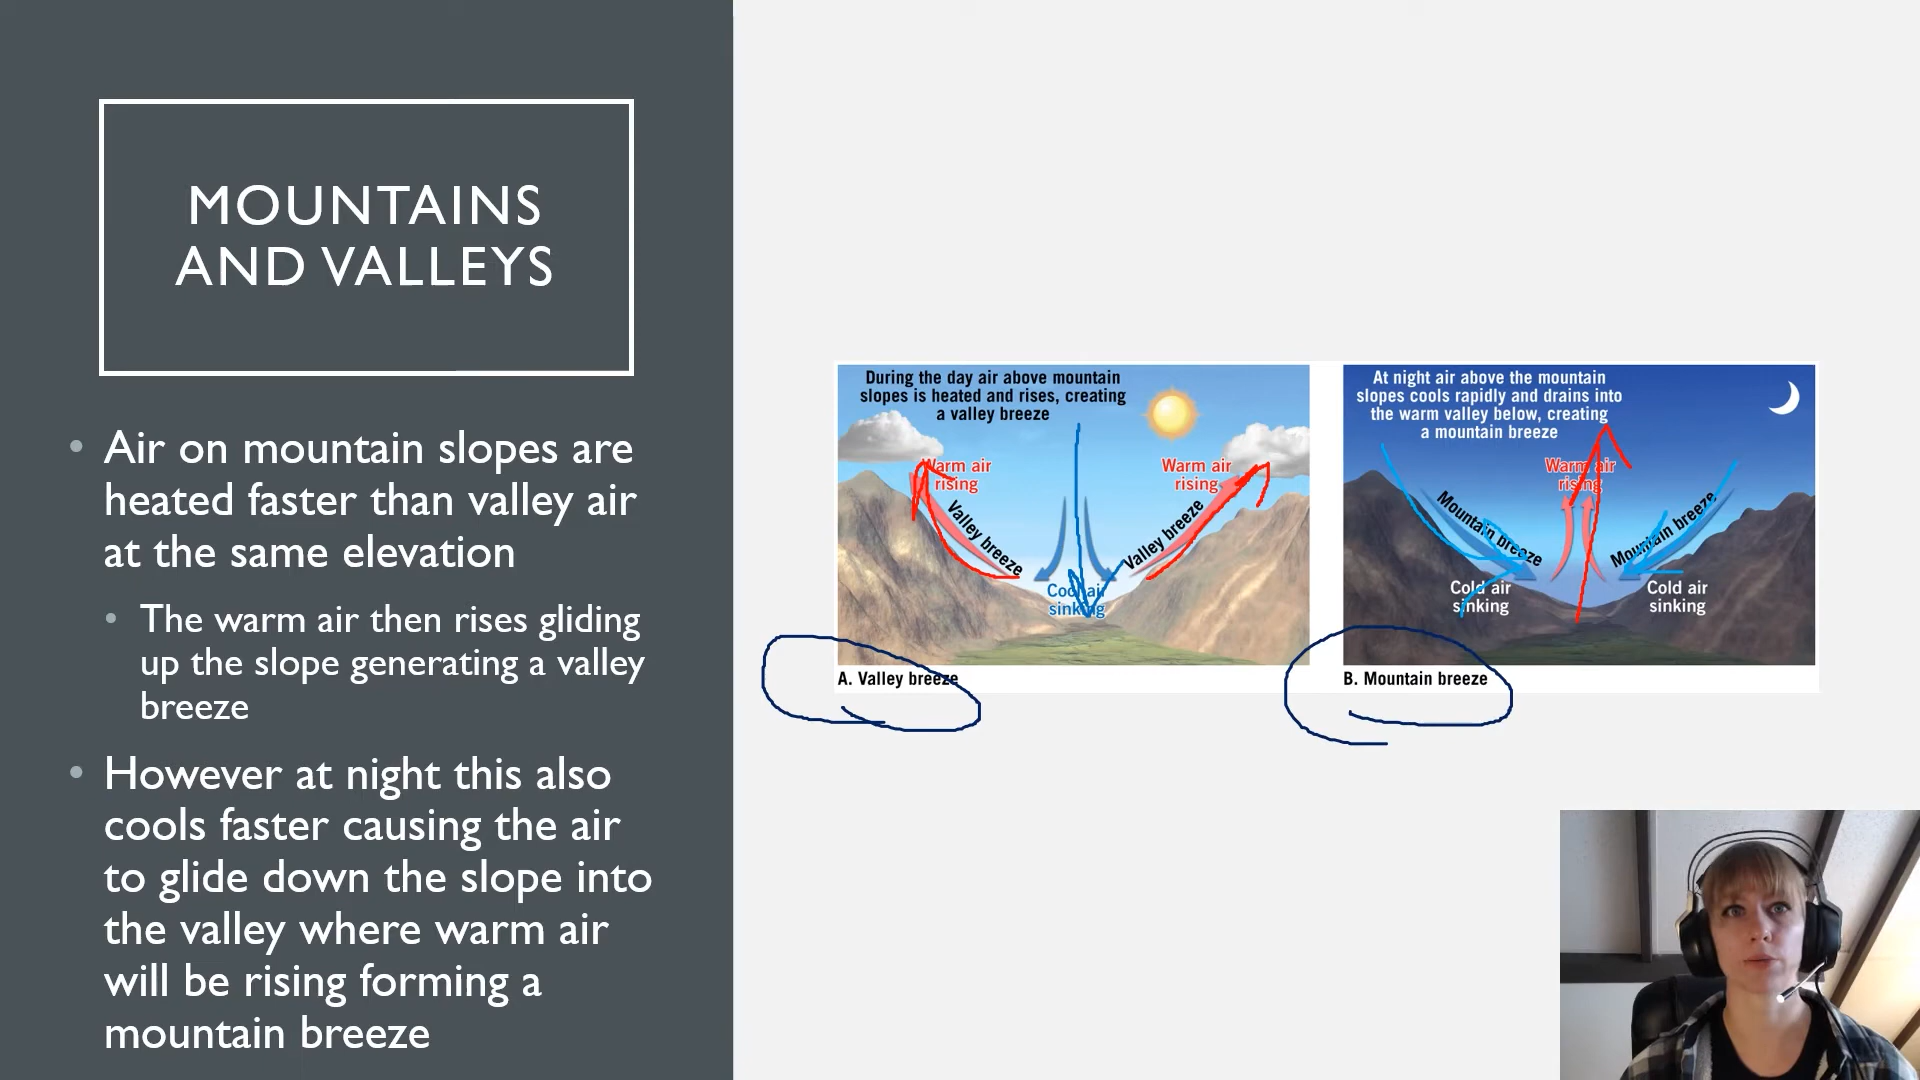 MOUNTAINS
AND VALLEYS
• Air on mountain slopes are
heated faster than valley air
at the same elevation
• The warm air then rises gliding
up the slope generating a valley
breeze
• However at night this also
cools faster causing the air
to glide down the slope into
the valley where warm air
will be rising forming a
mountain breeze
During the day air above mountain
slopes is heated and rises, creating
a valley breeze
Warm air
rising
Warm air
rising
Valley breeze
Valley breeze
Cool air
sinking
A. Valley breeze
At night air above the mountain
slopes cools rapidly and drains into
the warm valley below, creating
a mountain breeze
Warm air
rising
Mountain breeze
Mountain breeze
Cold air
sinking
Cold air
sinking
B. Mountain breeze